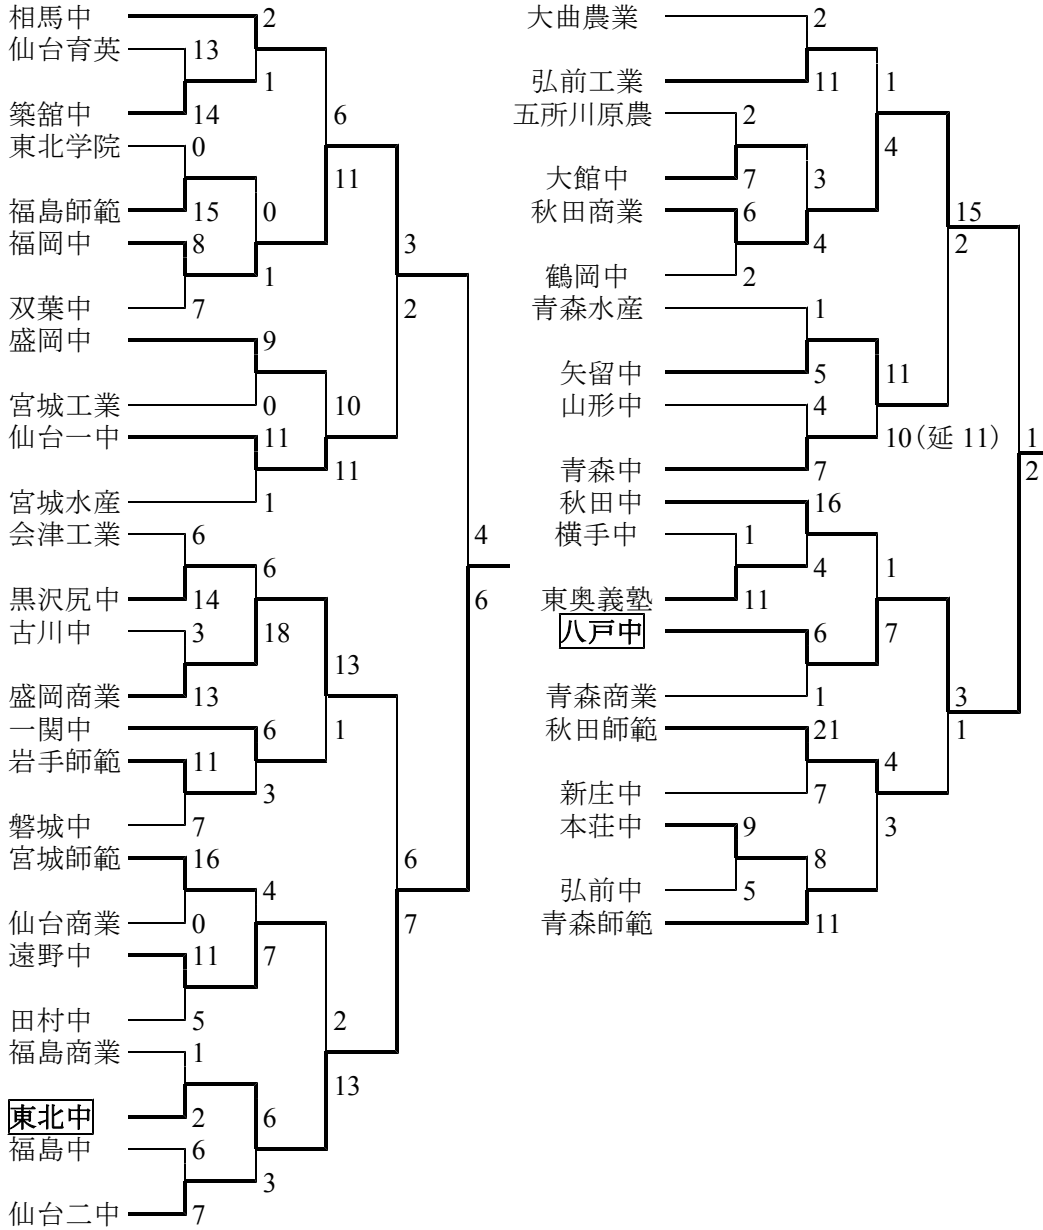 相馬中
2
仙台育英
13
1
築舘中
14
6
東北学院
0
11
福島師範
15
0
福岡中
8
3
1
双葉中
7
2
盛岡中
9
宮城工業
0
10
仙台一中
11
11
宮城水産
1
会津工業
6
4
6
黒沢尻中
14
6
古川中
3
18
13
盛岡商業
13
一関中
6
1
岩手師範
11
3
磐城中
7
宮城師範
16
6
4
仙台商業
0
7
遠野中
11
7
田村中
5
2
福島商業
1
13
東北中
2
6
福島中
6
3
仙台二中
7
大曲農業
2
弘前工業
11
1
五所川原農
2
4
大館中
7
3
秋田商業
6
15
4
2
鶴岡中
2
青森水産
1
矢留中
5
11
山形中
4
10(延 11)
1
青森中
7
2
秋田中
16
横手中
1
4
1
東奥義塾
11
八戸中
6
7
青森商業
1
3
秋田師範
21
1
4
新庄中
7
本荘中
9
3
8
弘前中
5
青森師範
11